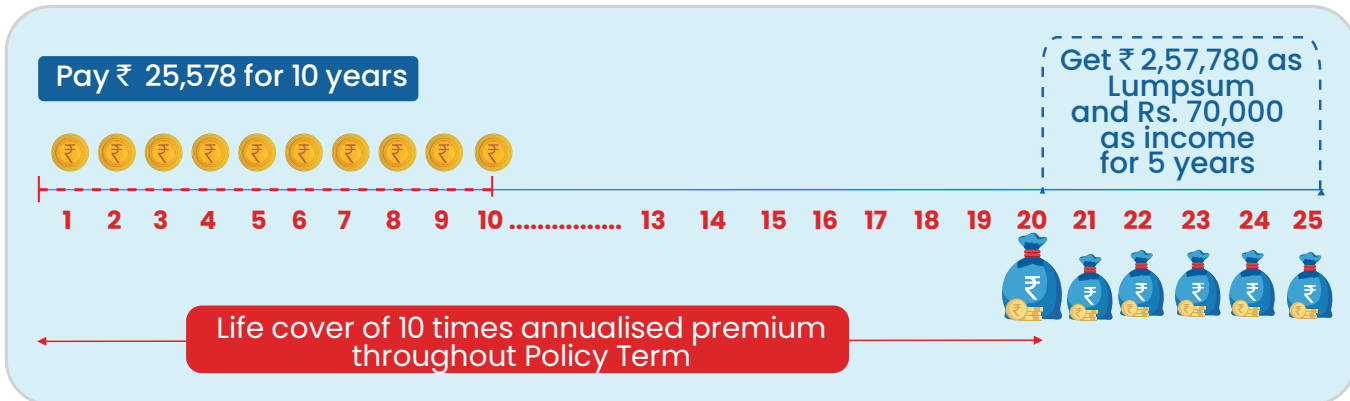 Pay ₹ 25,578 for 10 years
Get ₹ 2,57,780 as
Lumpsum
and Rs. 70,000
as income
for 5 years
₹ ₹ ₹ ₹ ₹ ₹ ₹ ₹ ₹ ₹
1 2 3 4 5 6 7 8 9 10 ............... 13 14 15 16 17 18 19 20 21 22 23 24 25
₹ ₹ ₹ ₹ ₹ ₹
Life cover of 10 times annualised premium
throughout Policy Term